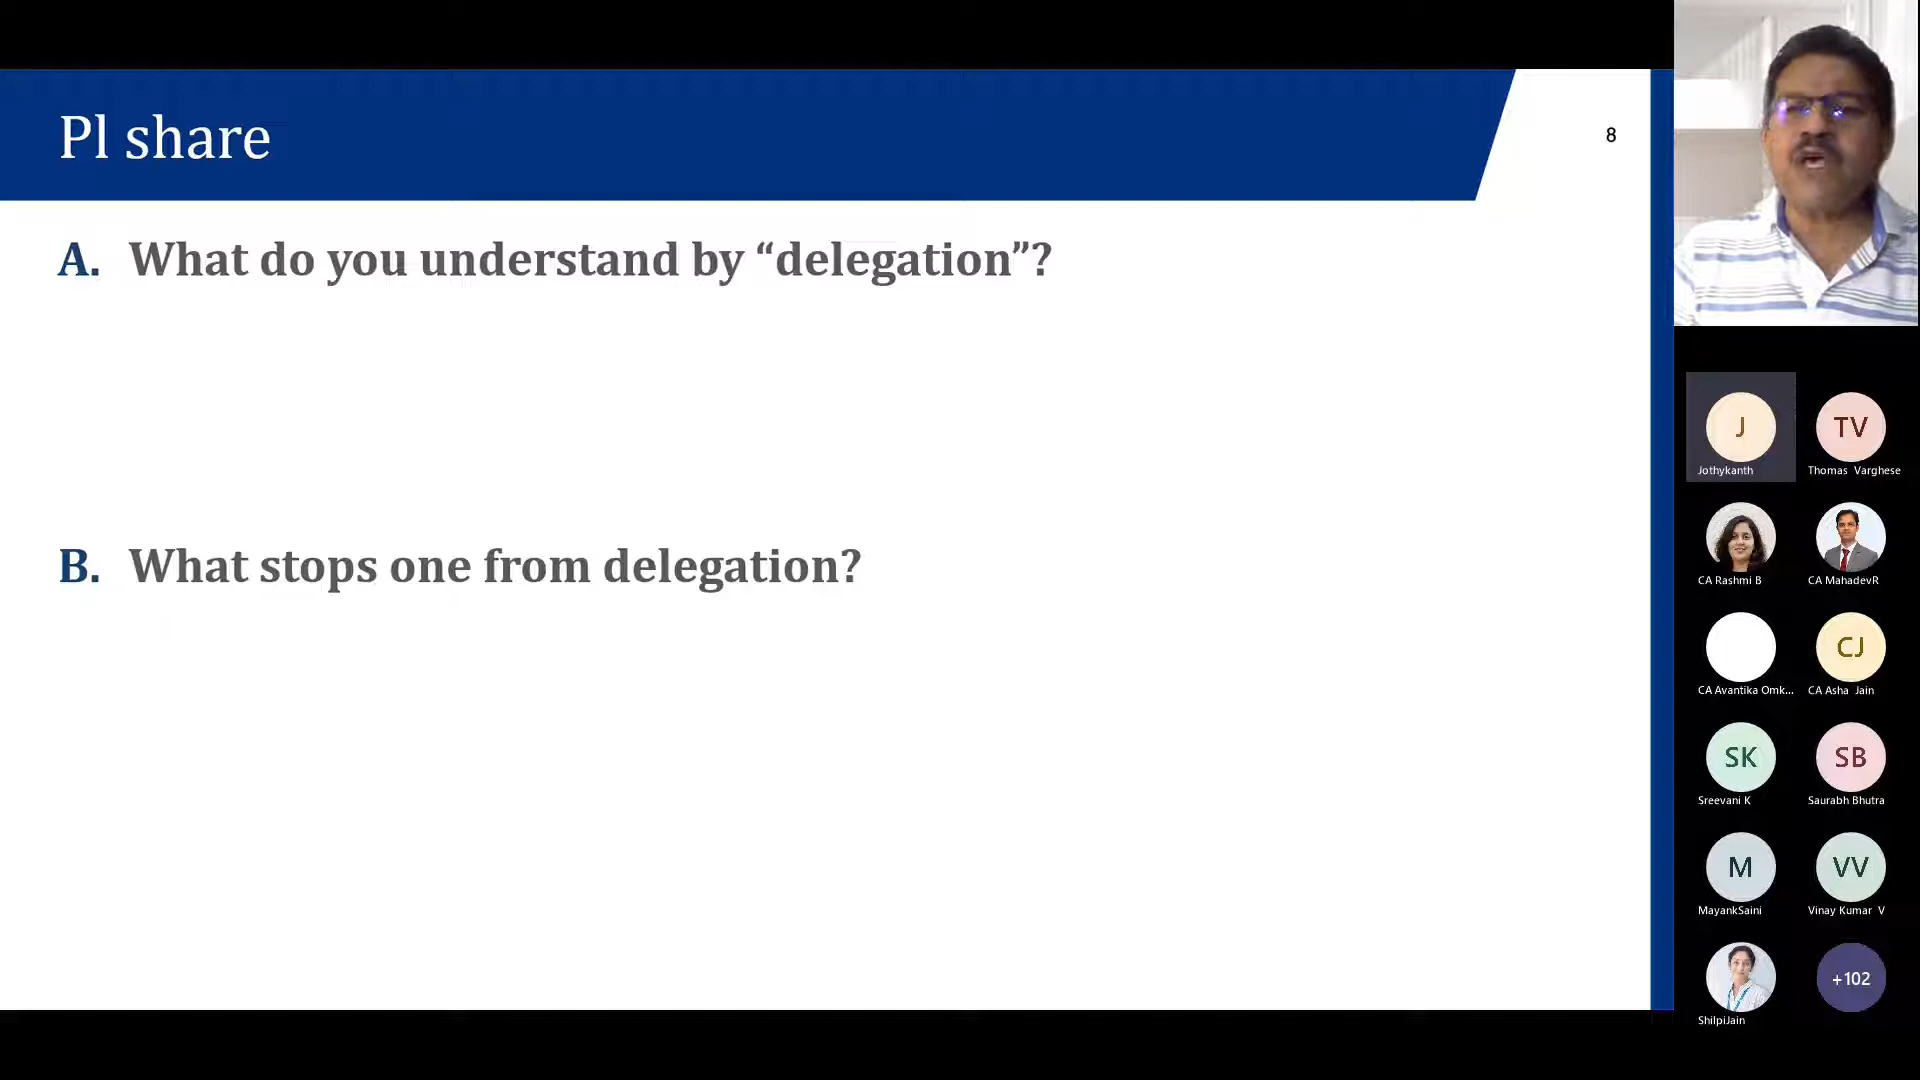 Pl share
8
A. What do you understand by “delegation”?
B. What stops one from delegation?
J
Jothykanth
TV
Thomas Varghese
CA Rashmi B
CA MahadevR
CA Avantika Omk...
CJ
CA Asha Jain
SK
Sreevani K
SB
Saurabh Bhutra
M
MayankSaini
VV
Vinay Kumar V
ShilpiJain
+102